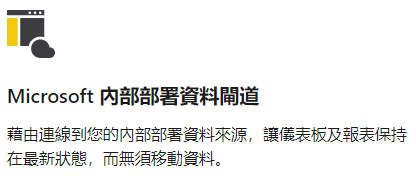 Microsoft 內部部署資料閘道
藉由連線到您的內部部署資料來源，讓儀表板及報表保持
在最新狀態，而無須移動資料。